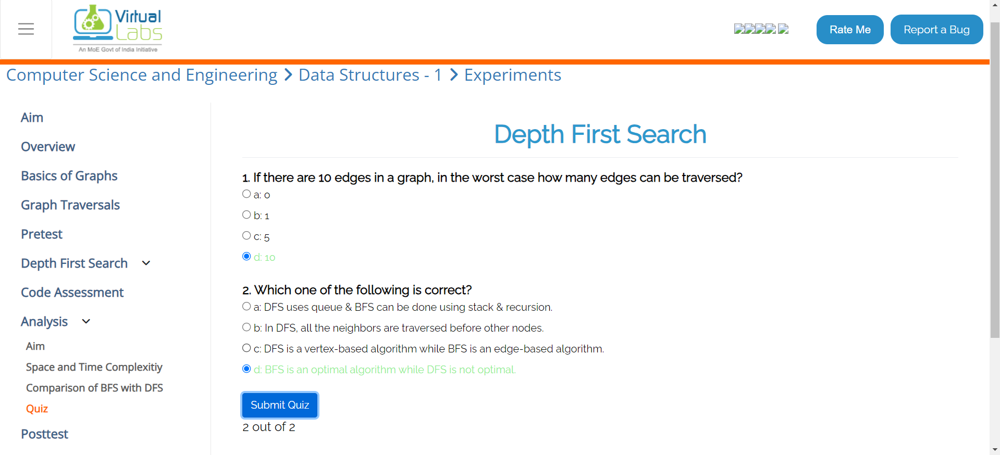 Virtual
Labs
An MoE Govt of India Initiative
Rate Me
Report a Bug
Computer Science and Engineering > Data Structures - 1 > Experiments
Aim
Overview
Basics of Graphs
Graph Traversals
Pretest
Depth First Search
Code Assessment
Analysis
Aim
Space and Time Complexitiy
Comparison of BFS with DFS
Quiz
Posttest
Depth First Search
1. If there are 10 edges in a graph, in the worst case how many edges can be traversed?
a: 0
b: 1
c: 5
d: 10
2. Which one of the following is correct?
a: DFS uses queue & BFS can be done using stack & recursion.
b: In DFS, all the neighbors are traversed before other nodes.
c: DFS is a vertex-based algorithm while BFS is an edge-based algorithm.
d: BFS is an optimal algorithm while DFS is not optimal.
Submit Quiz
2 out of 2